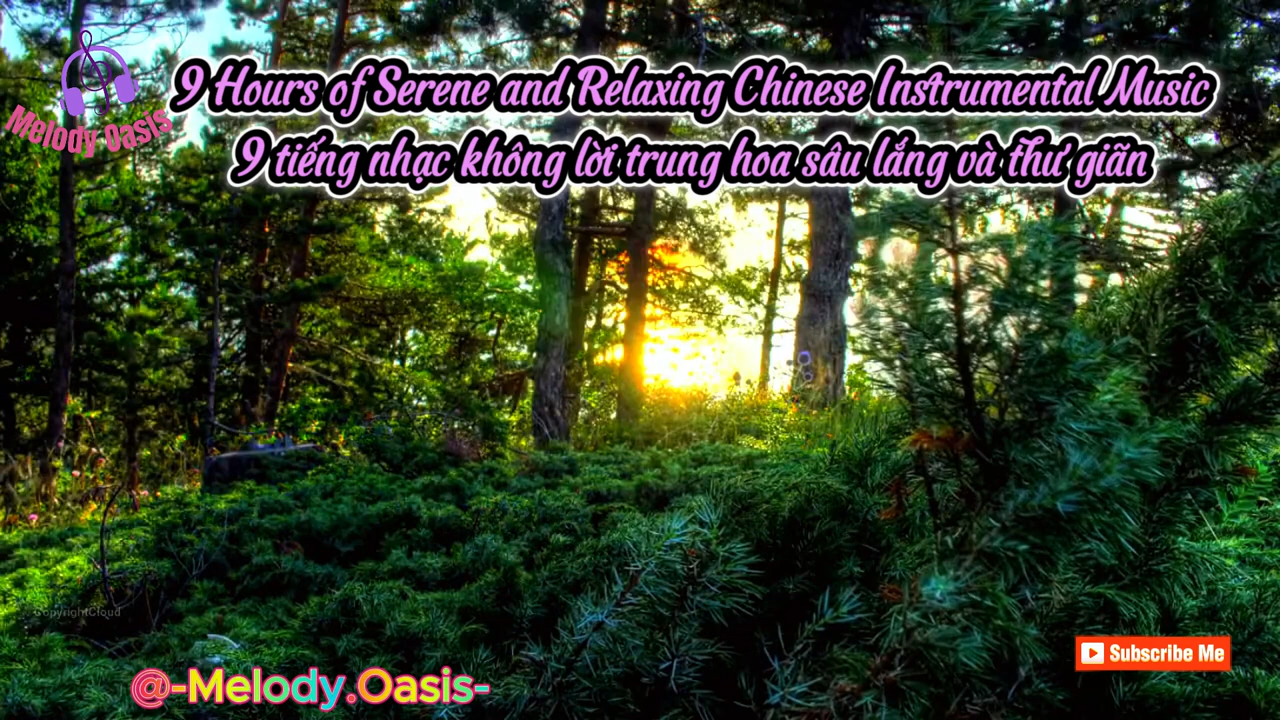 9 Hours of Serene and Relaxing Chinese Instrumental Music
Melody Oasis
9 tiếng nhạc không lời trung hoa sâu lắng và thư giãn
CopyrightCloud
Subscribe Me
@-Melody.Oasis-